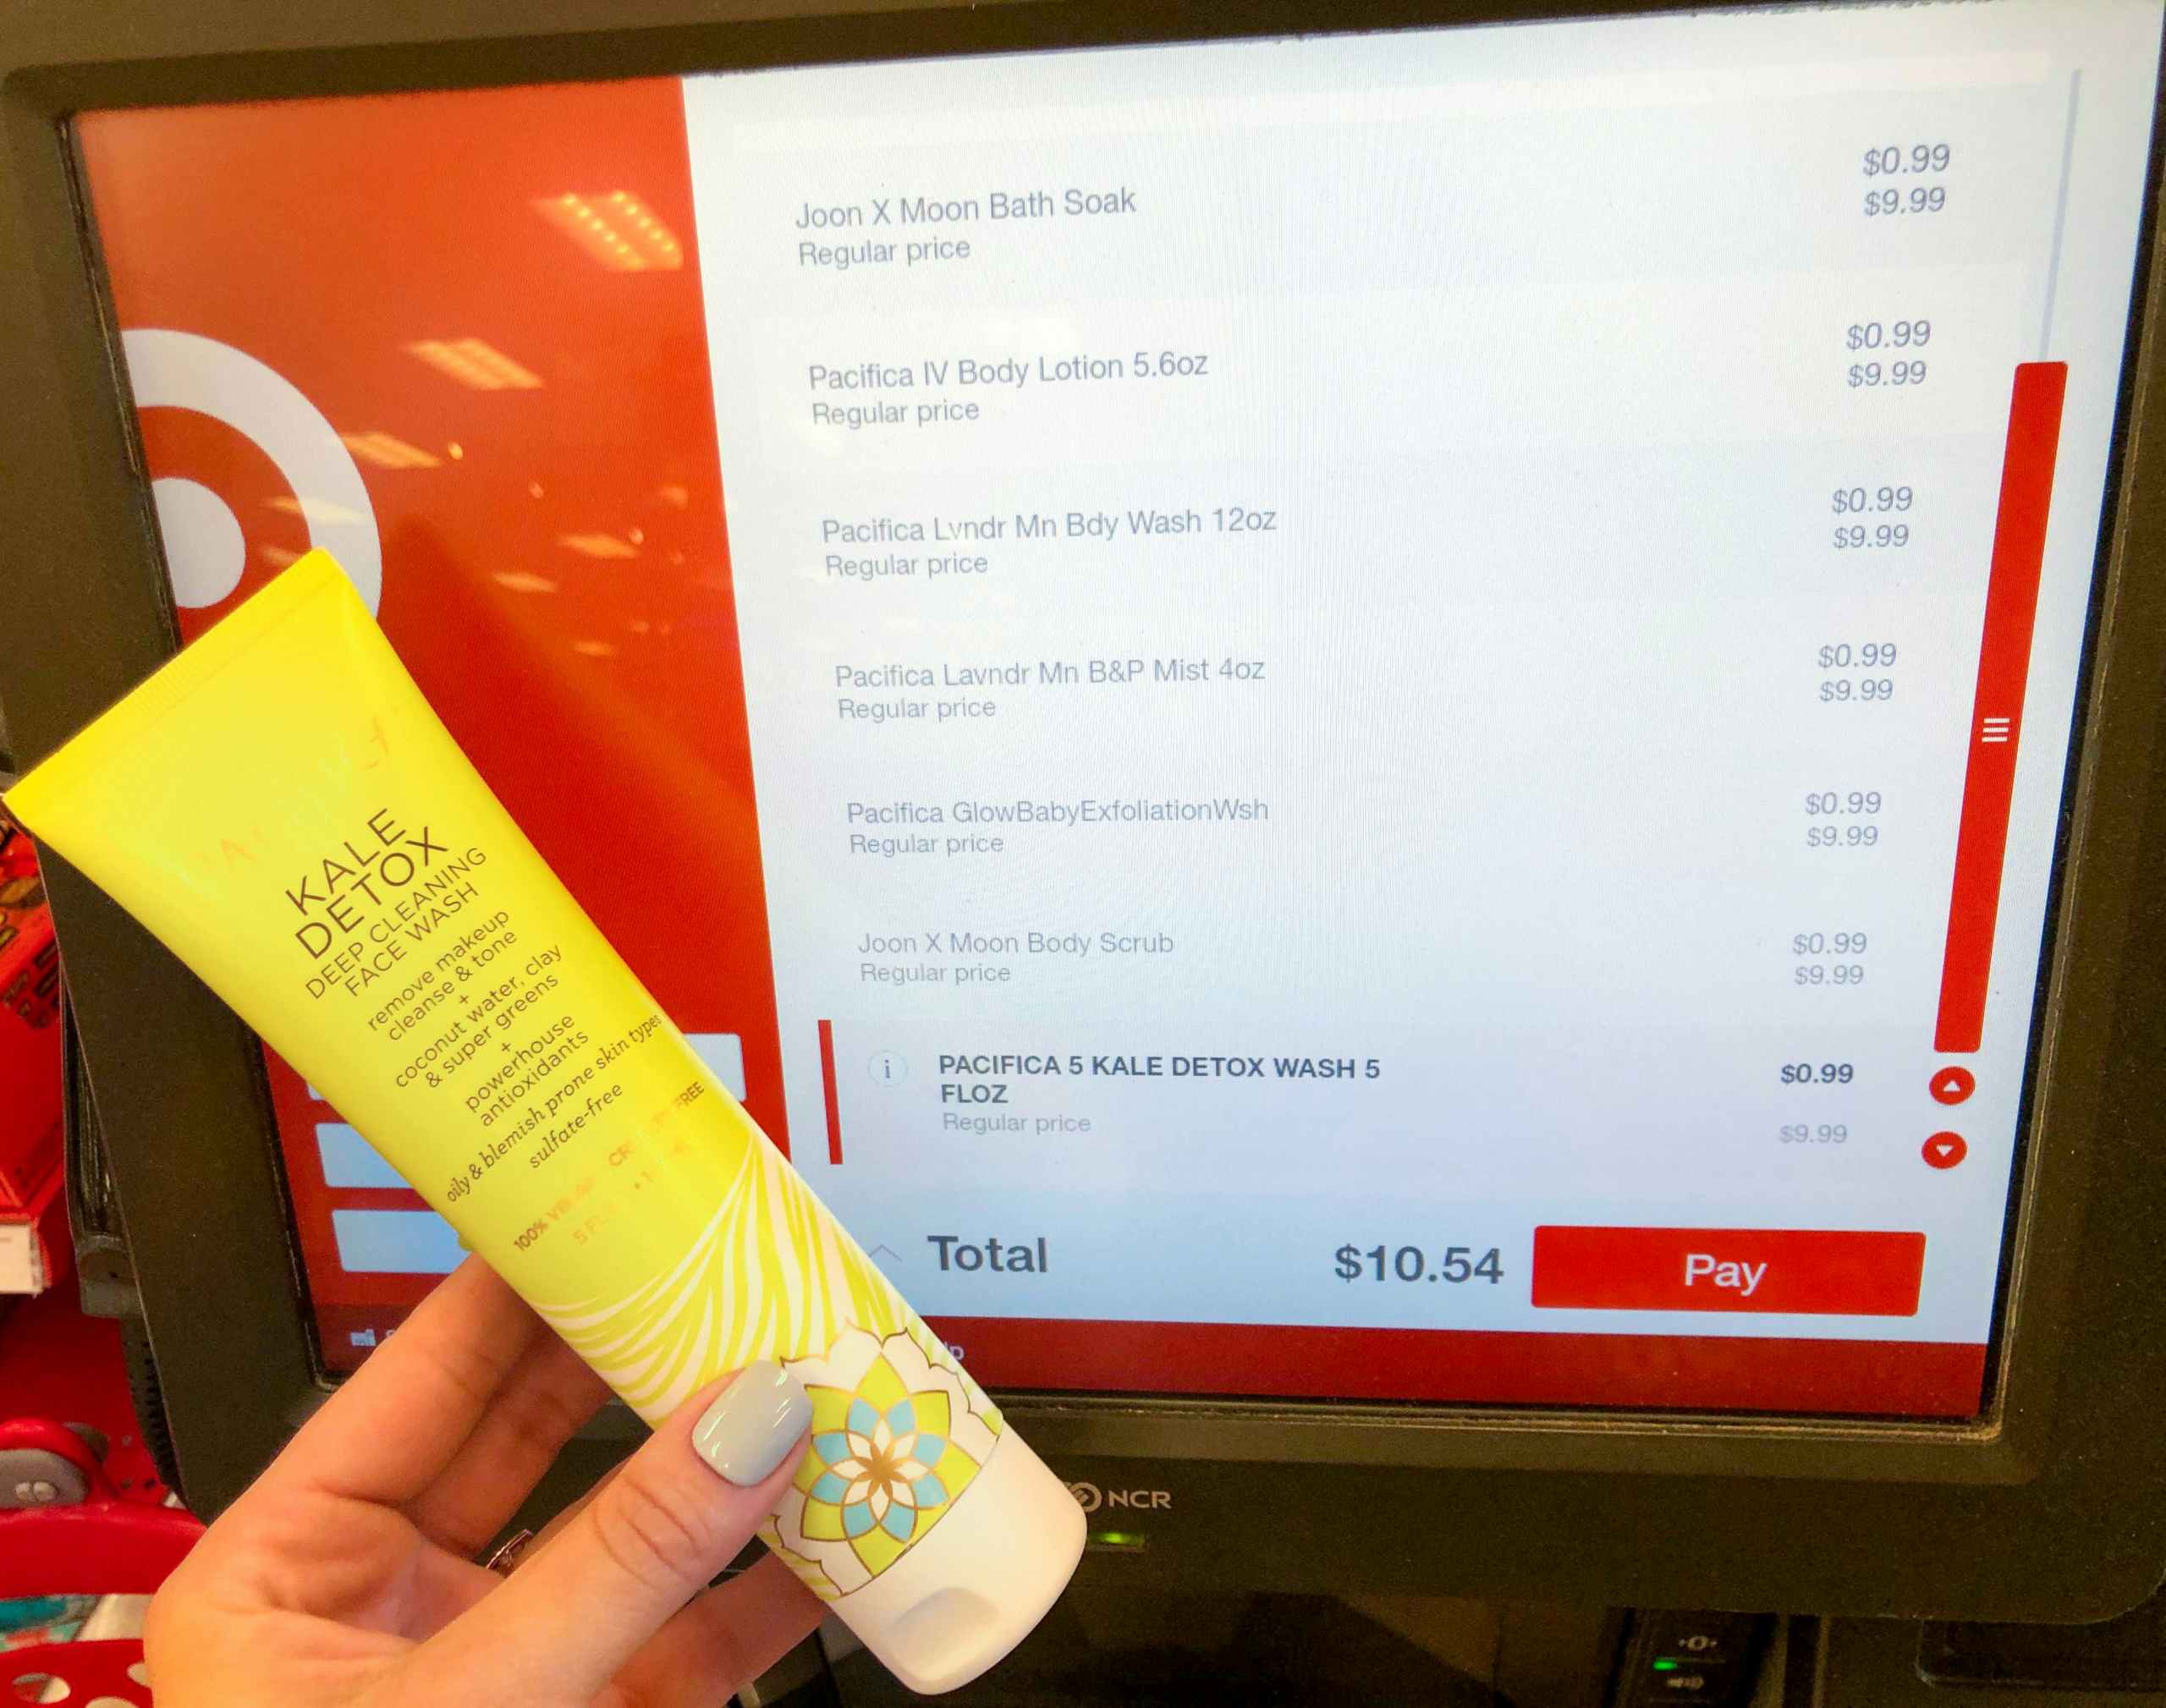 Joon X Moon Bath Soak $0.99
Regular price $9.99
Pacifica IV Body Lotion 5.6oz $0.99
Regular price $9.99
Pacifica Lvndr Mn Bdy Wash 12oz $0.99
Regular price $9.99
Pacifica Lavndr Mn B&P Mist 4oz $0.99
Regular price $9.99
Pacifica GlowBabyExfoliationWsh $0.99
Regular price $9.99
Joon X Moon Body Scrub $0.99
Regular price $9.99
i PACIFICA 5 KALE DETOX WASH 5 $0.99
FLOZ
Regular price $9.99
Total $10.54 Pay
NCR
KALE
DETOX
DEEP CLEANING
FACE WASH
remove makeup
cleanse & tone
+
coconut water, clay
& super greens
+
powerhouse
antioxidants
oily & blemish prone skin types
sulfate-free
100% FREE